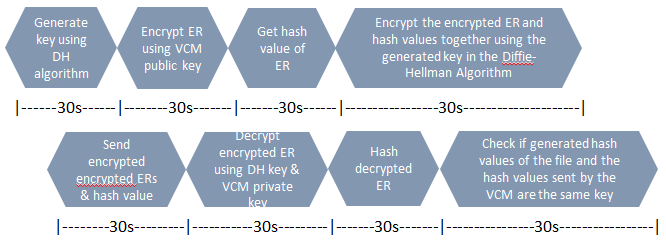 Generate
key using
DH
algorithm
Encrypt ER
using VCM
public key
Get hash
value of
ER
Encrypt the encrypted ER and
hash values together using the
generated key in the Diffie-
Hellman Algorithm
|------30s------|-------30s-------|------30s-----|-----------------30s---------------------|
Send
encrypted
encrypted ERs
& hash value
Decrypt
encrypted ER
using DH key &
VCM private
key
Hash
decrypted
ER
Check if generated hash
values of the file and the
hash values sent by the
VCM are the same key
|--------30s---------|---------30s---------|------30s------|---------------30s----------------|